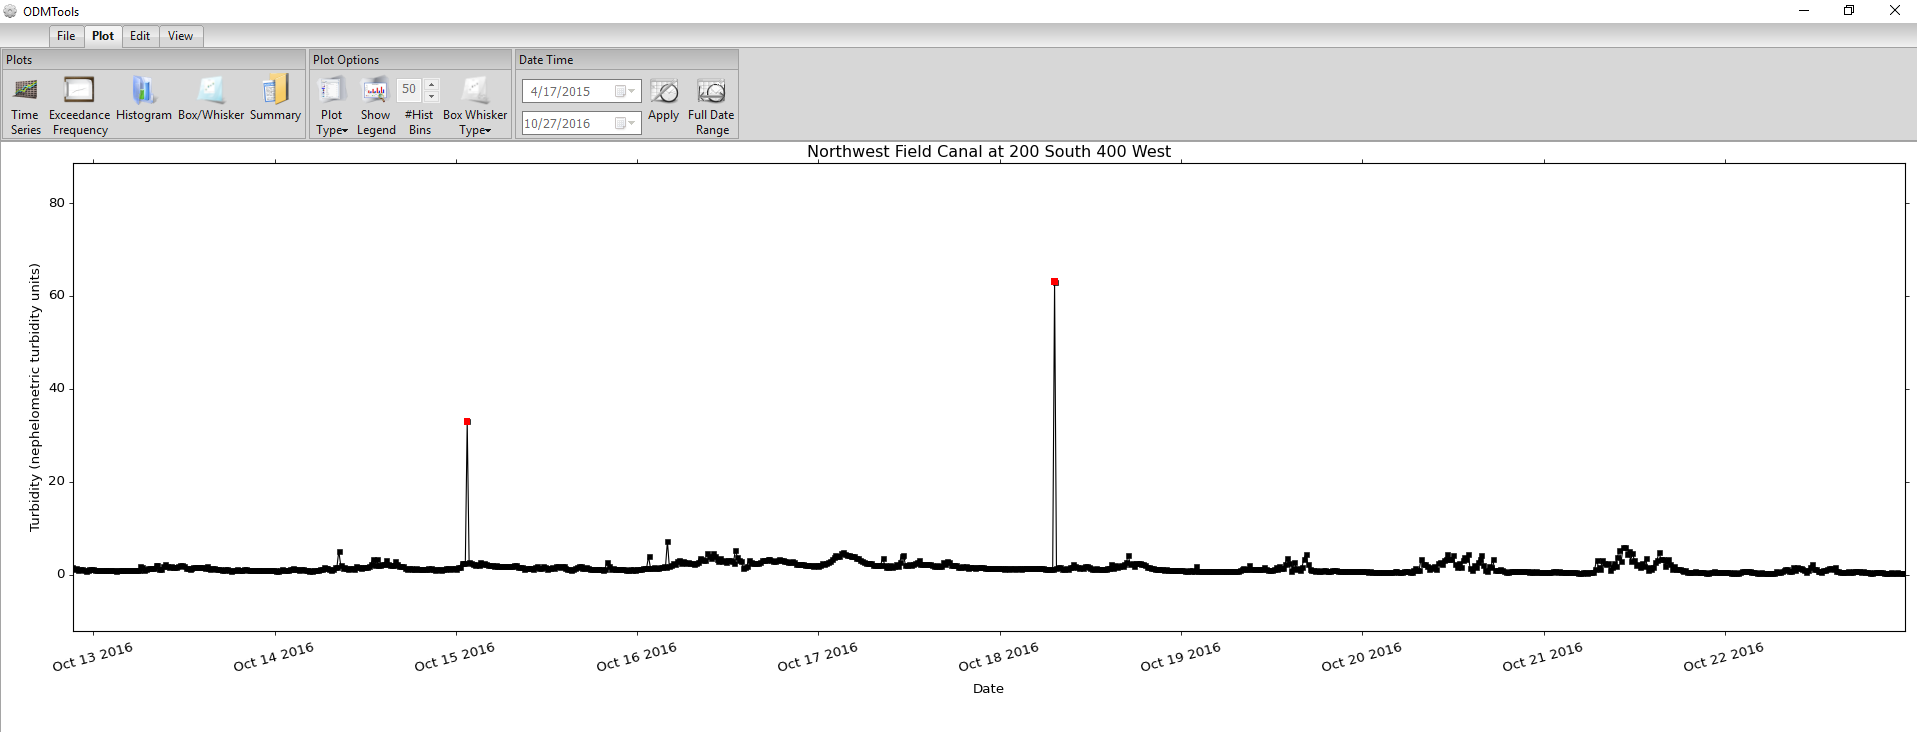 ODMTools
File Plot Edit View
Plots Plot Options Date Time
Time Series
Exceedance Frequency
Histogram
Box/Whisker
Summary
Plot Type
Show Legend
50
#Hist Bins
Box Whisker Type
4/17/2015
10/27/2016
Apply
Full Date Range
Northwest Field Canal at 200 South 400 West
80
60
40
20
0
Turbidity (nephelometric turbidity units)
Oct 13 2016 Oct 14 2016 Oct 15 2016 Oct 16 2016 Oct 17 2016 Oct 18 2016 Oct 19 2016 Oct 20 2016 Oct 21 2016 Oct 22 2016
Date